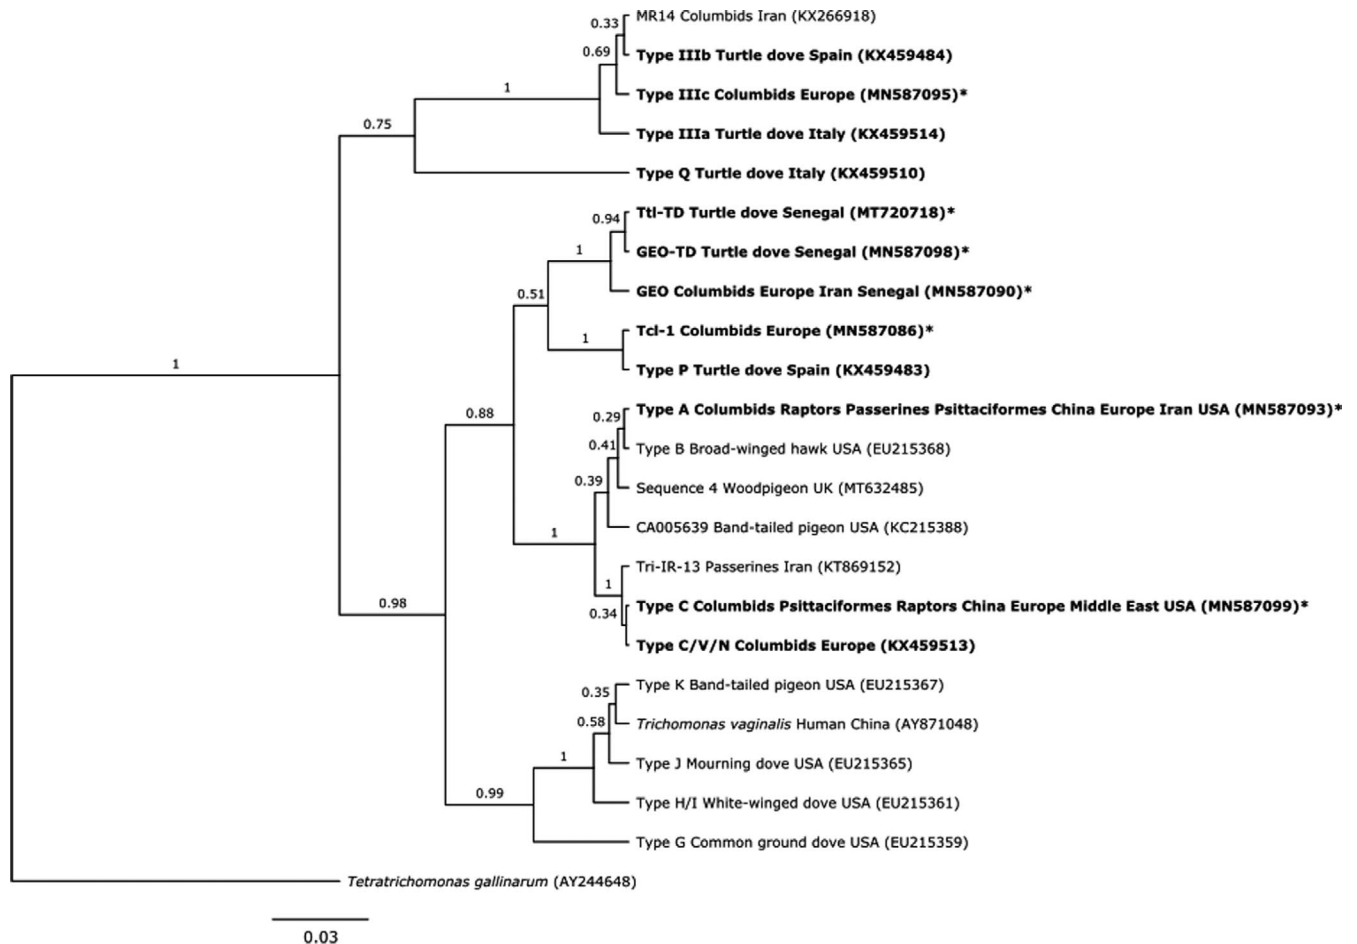 MR14 Columbids Iran (KX266918)
0.33
0.69
Type IIIb Turtle dove Spain (KX459484)
1
Type IIIc Columbids Europe (MN587095)*
0.75
Type IIIa Turtle dove Italy (KX459514)
Type Q Turtle dove Italy (KX459510)
0.94
Ttl-TD Turtle dove Senegal (MT720718)*
1
GEO-TD Turtle dove Senegal (MN587098)*
0.51
GEO Columbids Europe Iran Senegal (MN587090)*
1
Tcl-1 Columbids Europe (MN587086)*
1
Type P Turtle dove Spain (KX459483)
0.88
0.29
Type A Columbids Raptors Passerines Psittaciformes China Europe Iran USA (MN587093)*
0.41
Type B Broad-winged hawk USA (EU215368)
0.39
Sequence 4 Woodpigeon UK (MT632485)
1
CA005639 Band-tailed pigeon USA (KC215388)
1
Tri-IR-13 Passerines Iran (KT869152)
0.98
0.34
Type C Columbids Psittaciformes Raptors China Europe Middle East USA (MN587099)*
Type C/V/N Columbids Europe (KX459513)
0.35
Type K Band-tailed pigeon USA (EU215367)
0.58
Trichomonas vaginalis Human China (AY871048)
1
Type J Mourning dove USA (EU215365)
0.99
Type H/I White-winged dove USA (EU215361)
Type G Common ground dove USA (EU215359)
Tetratrichomonas gallinarum (AY244648)
0.03